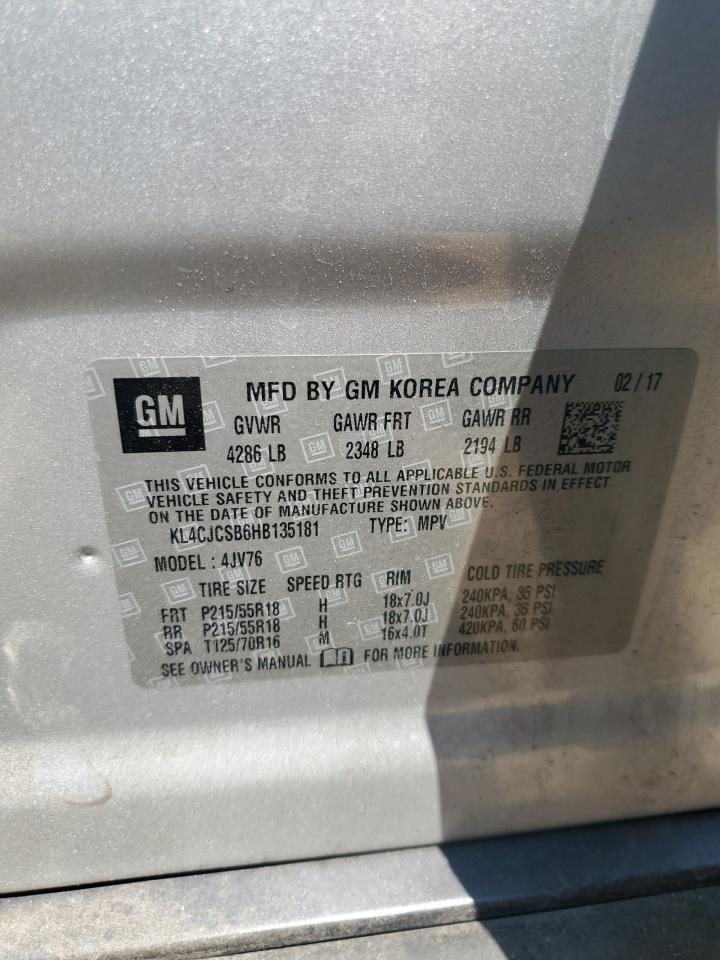 GM
MFD BY GM KOREA COMPANY 02/17
GVWR GAWR FRT GAWR RR
4286 LB 2348 LB 2194 LB
THIS VEHICLE CONFORMS TO ALL APPLICABLE U.S. FEDERAL MOTOR
VEHICLE SAFETY AND THEFT PREVENTION STANDARDS IN EFFECT
ON THE DATE OF MANUFACTURE SHOWN ABOVE.
KL4CJCSB6HB135181 TYPE: MPV
MODEL: 4JV76
TIRE SIZE SPEED RTG RIM COLD TIRE PRESSURE
FRT P215/55R18 H 18x7.0J 240KPA, 35 PSI
RR P215/55R18 H 18x7.0J 240KPA, 35 PSI
SPA T125/70R16 M 16x4.0T 420KPA, 60 PSI
SEE OWNER'S MANUAL FOR MORE INFORMATION.